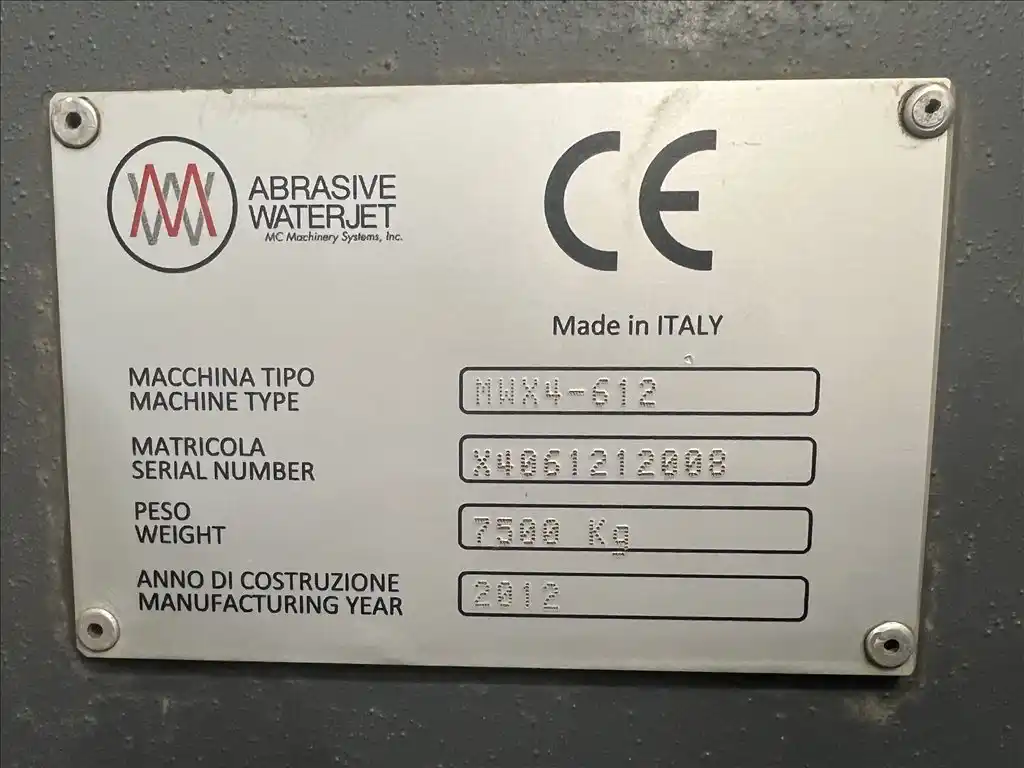 ABRASIVE
WATERJET
MC Machinery Systems, Inc.
CE
Made in ITALY
MACCHINA TIPO
MACHINE TYPE
MWX4-612
MATRICOLA
SERIAL NUMBER
X4061212008
PESO
WEIGHT
7500 Kg
ANNO DI COSTRUZIONE
MANUFACTURING YEAR
2012